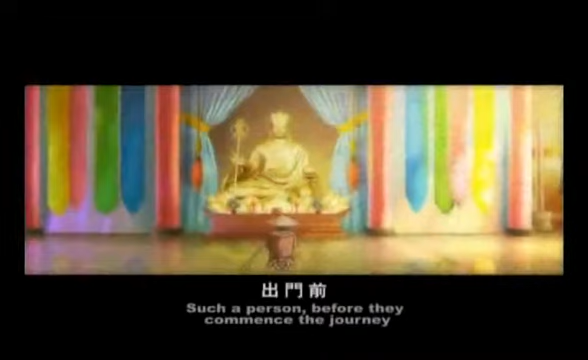 出門前
Such a person, before they
commence the journey